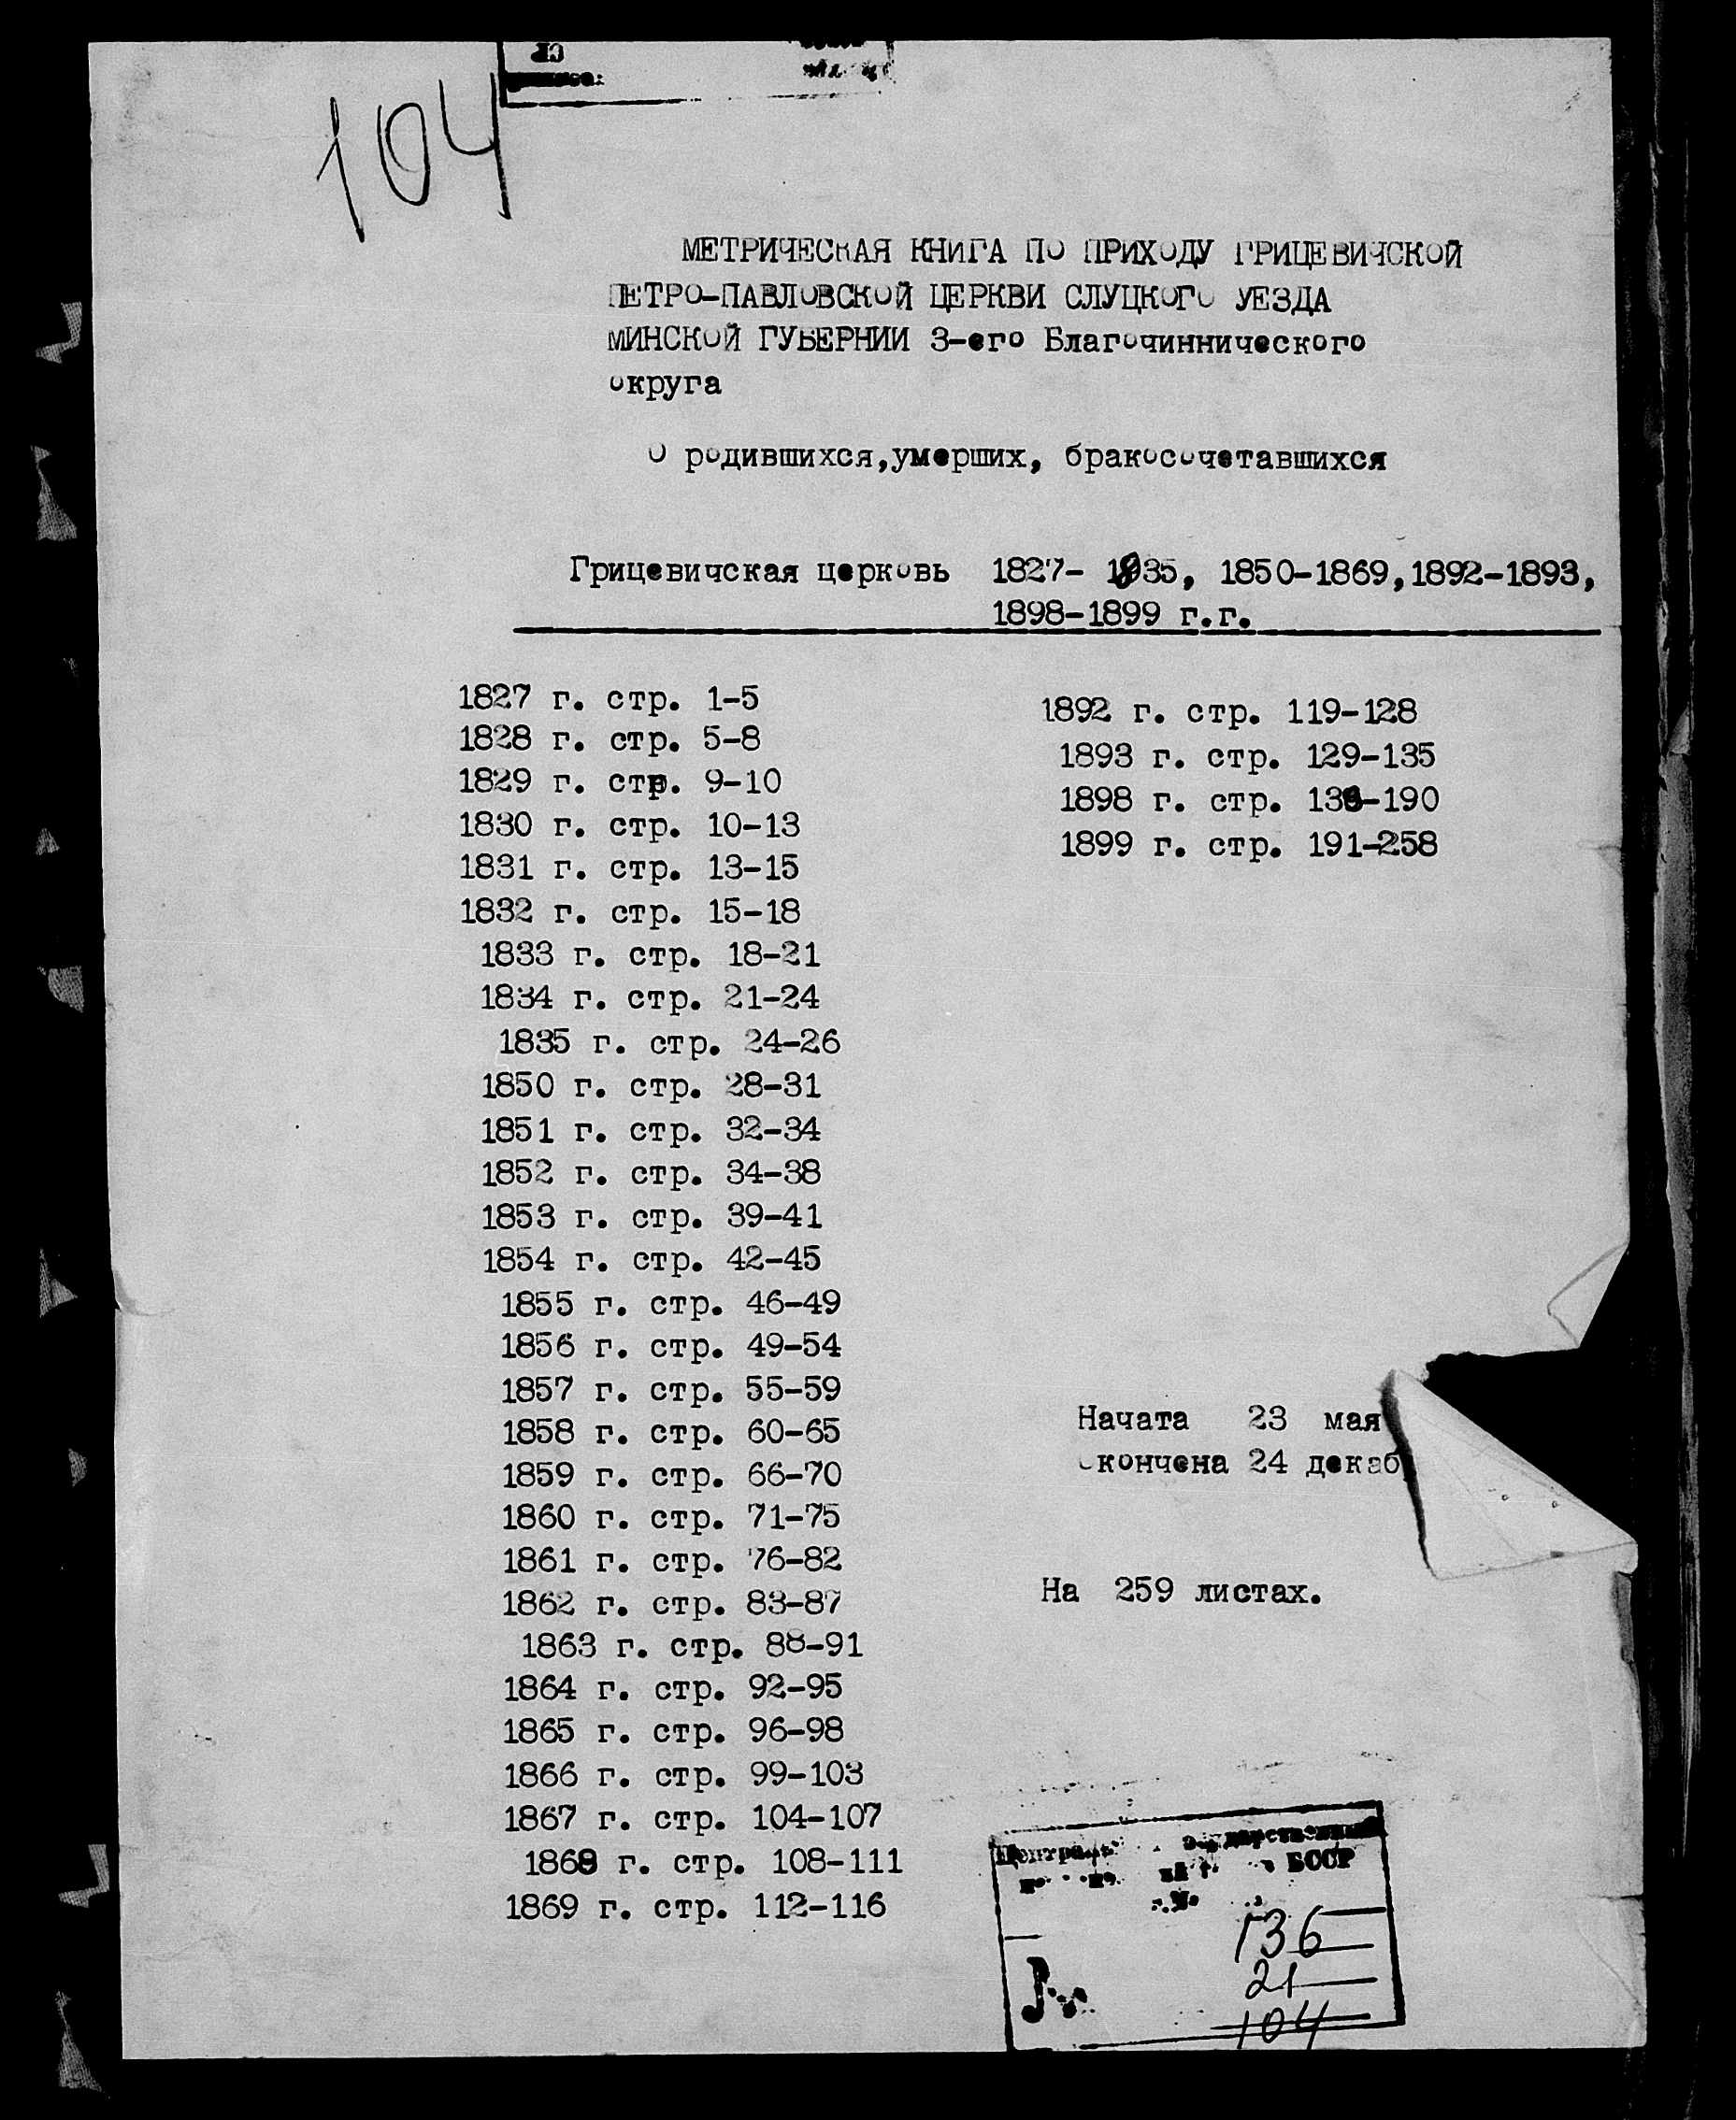 104
МЕТРИЧЕСКАЯ КНИГА ПО ПРИХОДУ ГРИЦЕВИЧСКОЙ
ПЕТРО-ПАВЛОВСКОЙ ЦЕРКВИ СЛУЦКОГО УЕЗДА
МИНСКОЙ ГУБЕРНИИ 3-его Благочиннического
округа
О родившихся,умерших, бракосочетавшихся
Грицевичская церковь 1827- 1835, 1850-1869,1892-1893,
1898-1899 г.г.
1827 г. стр. 1-5
1828 г. стр. 5-8
1829 г. стр. 9-10
1830 г. стр. 10-13
1831 г. стр. 13-15
1832 г. стр. 15-18
1833 г. стр. 18-21
1834 г. стр. 21-24
1835 г. стр. 24-26
1850 г. стр. 28-31
1851 г. стр. 32-34
1852 г. стр. 34-38
1853 г. стр. 39-41
1854 г. стр. 42-45
1855 г. стр. 46-49
1856 г. стр. 49-54
1857 г. стр. 55-59
1858 г. стр. 60-65
1859 г. стр. 66-70
1860 г. стр. 71-75
1861 г. стр. 76-82
1862 г. стр. 83-87
1863 г. стр. 88-91
1864 г. стр. 92-95
1865 г. стр. 96-98
1866 г. стр. 99-103
1867 г. стр. 104-107
1868 г. стр. 108-111
1869 г. стр. 112-116
1892 г. стр. 119-128
1893 г. стр. 129-135
1898 г. стр. 136-190
1899 г. стр. 191-258
Начата 23 мая
Окончена 24 декаб
На 259 листах.
БССР
136
21
104